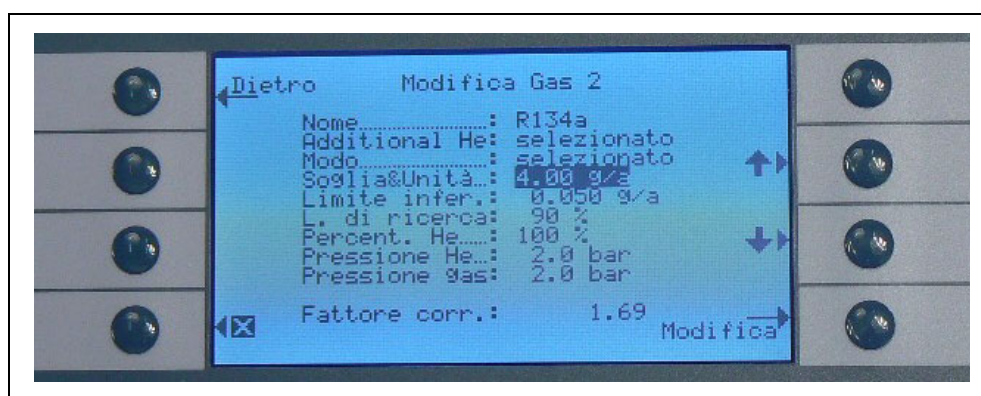 Dietro Modifica Gas 2
Nome......................: R134a
Additional He: selezionato
Modo......................: selezionato
Soglia&Unità...: 4.00 g/a
Limite infer.: 0.050 g/a
L. di ricerca: 90 %
Percent. He.....: 100 %
Pressione He...: 2.0 bar
Pressione gas: 2.0 bar
Fattore corr.: 1.69
Modifica